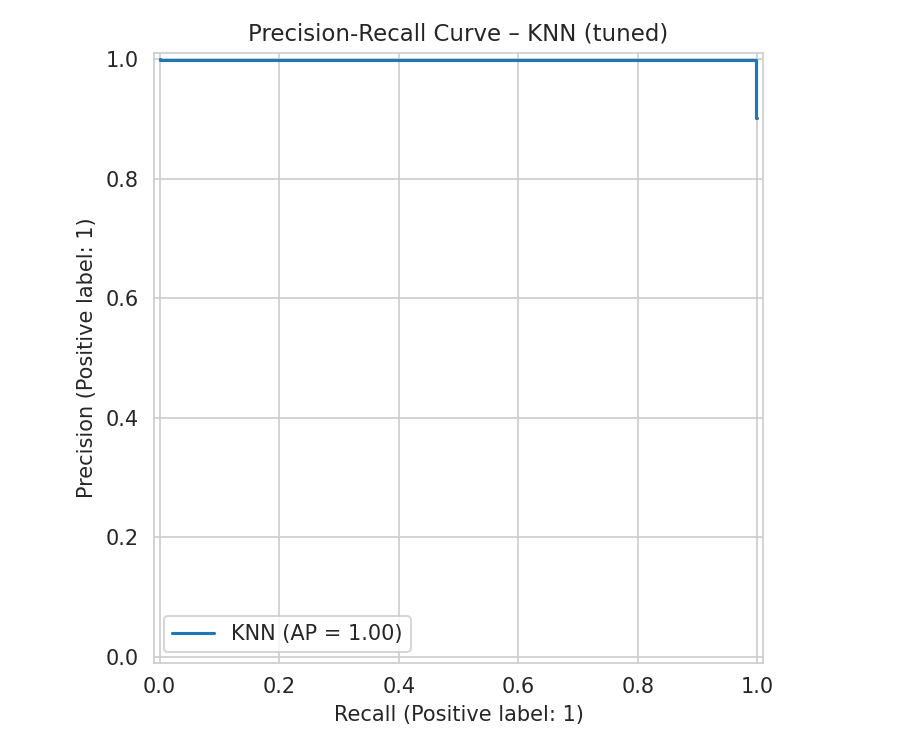 Precision-Recall Curve – KNN (tuned)
1.0
0.8
0.6
0.4
0.2
0.0
Precision (Positive label: 1)
KNN (AP = 1.00)
0.0 0.2 0.4 0.6 0.8 1.0
Recall (Positive label: 1)